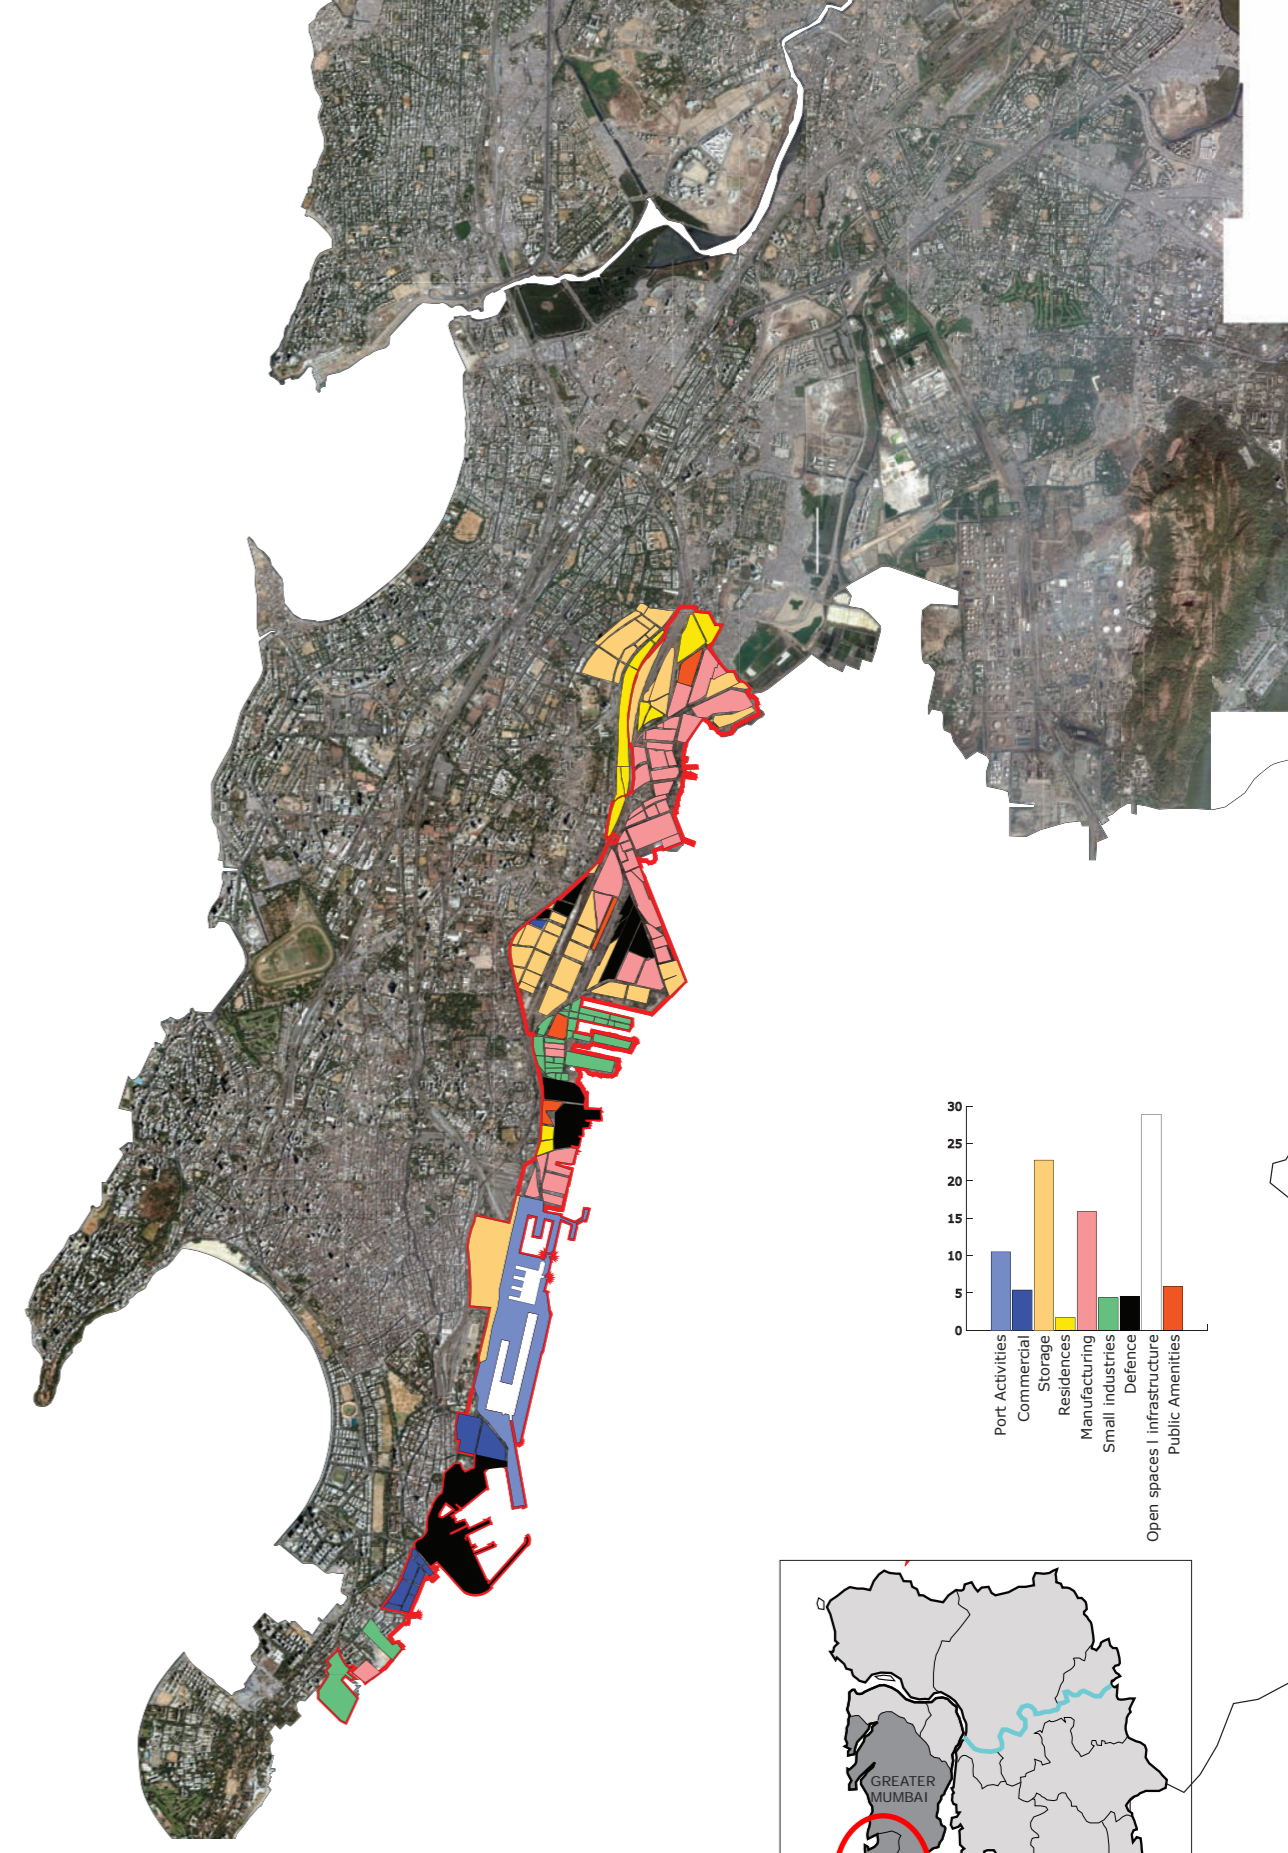 30
25
20
15
10
5
0
Port Activities
Commercial
Storage
Residences
Manufacturing
Small industries
Defence
Open spaces l infrastructure
Public Amenities
GREATER
MUMBAI